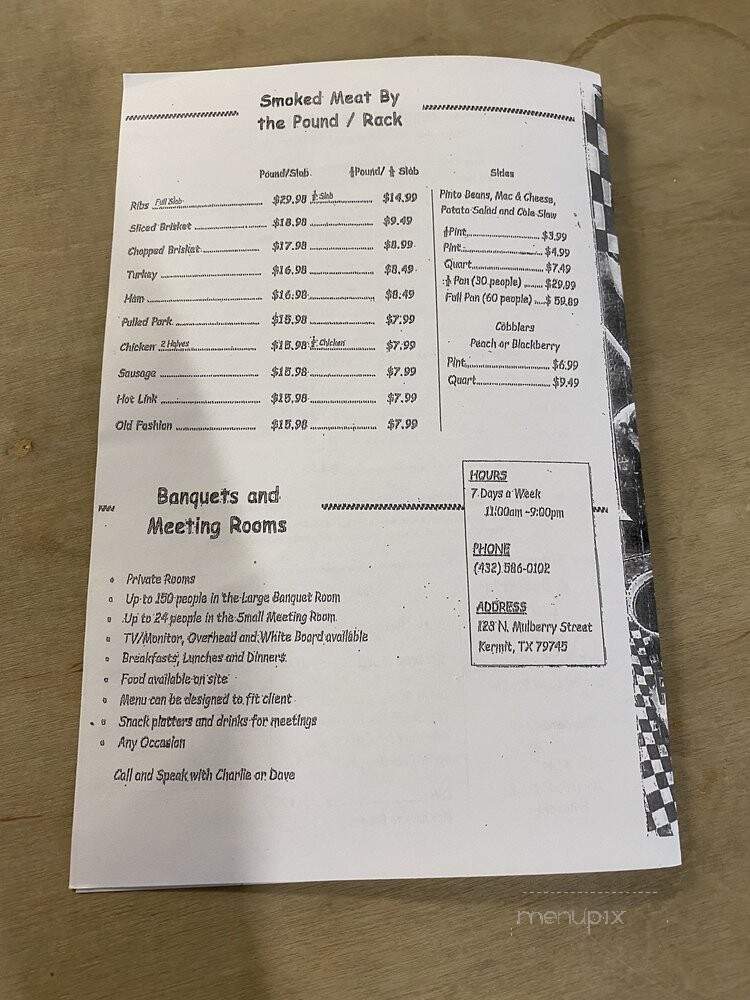 Smoked Meat By
the Pound / Rack
Pound/Slab ½Pound/ ½ Slab
Ribs Full Slab $29.98 ½ Slab $14.99
Sliced Brisket $18.98 $9.49
Chopped Brisket $17.98 $8.99
Turkey $16.98 $8.49
Ham $16.98 $8.49
Pulled Pork $15.98 $7.99
Chicken 2 Halves $15.98 ½ Chicken $7.99
Sausage $15.98 $7.99
Hot Link $15.98 $7.99
Old Fashion $15.98 $7.99
Sides
Pinto Beans, Mac & Cheese,
Potato Salad and Cole Slaw
½Pint $3.99
Pint $4.99
Quart $7.49
½ Pan (30 people) $29.99
Full Pan (60 people) $ 59.89
Cobblers
Peach or Blackberry
Pint $6.99
Quart $9.49
Banquets and
Meeting Rooms
Private Rooms
Up to 150 people in the Large Banquet Room
Up to 24 people in the Small Meeting Room
TV/Monitor, Overhead and White Board available
Breakfasts, Lunches and Dinners
Food available on site
Menu can be designed to fit client
Snack platters and drinks for meetings
Any Occasion
Call and Speak with Charlie or Dave
HOURS
7 Days a Week
11:00am -9:00pm
PHONE
(432) 586-0102
ADDRESS
123 N. Mulberry Street
Kermit, TX 79745
menupix